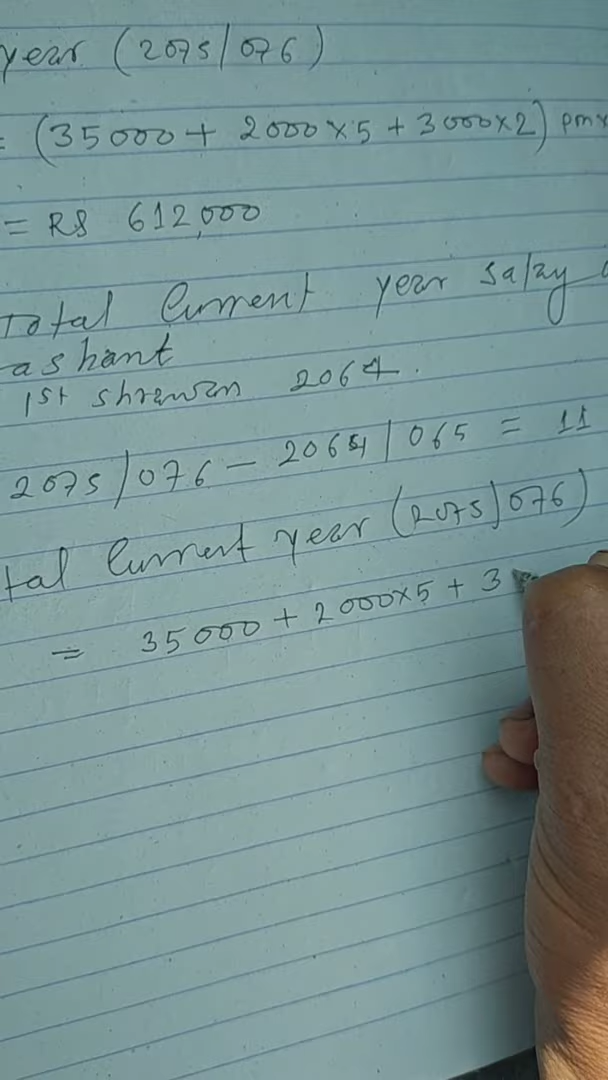 year (2075/076)
= (35000 + 2000×5 + 3000×2) pm×
= RS 612,000
Total Current year salay
ashant
1st shrawan 2064.
2075/076 - 2064/065 = 11
tal Current year (2075/076)
= 35000 + 2000×5 + 3